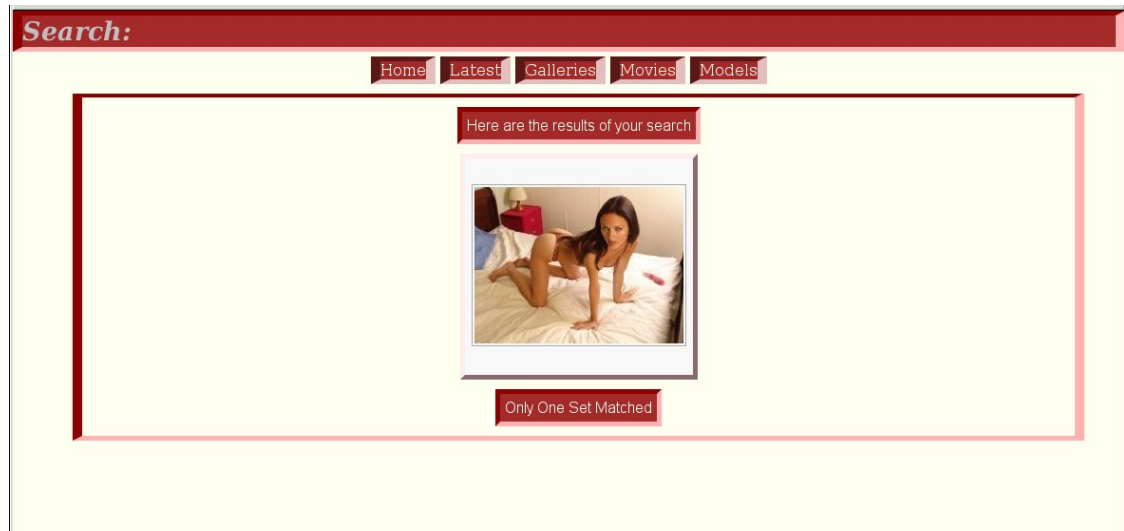 Search:
Home Latest Galleries Movies Models
Here are the results of your search
Only One Set Matched